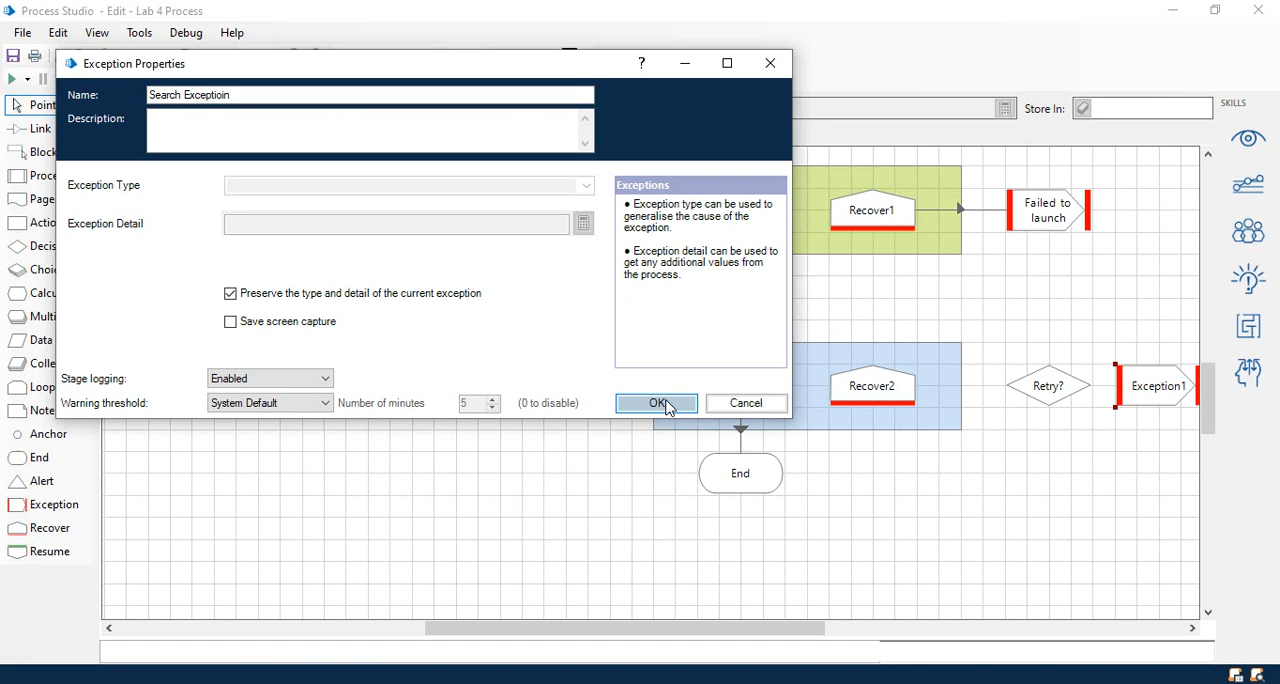 Process Studio - Edit - Lab 4 Process
File Edit View Tools Debug Help
Exception Properties
?
Name: Search Exceptioin
Description:
Exception Type
Exception Detail
Preserve the type and detail of the current exception
Save screen capture
Stage logging: Enabled
Warning threshold: System Default Number of minutes 5 (0 to disable)
Exceptions
• Exception type can be used to
generalise the cause of the
exception.
• Exception detail can be used to
get any additional values from
the process.
OK Cancel
Store In:
SKILLS
Point
Link
Block
Proce
Page
Actio
Decis
Choi
Calcu
Multi
Data
Colle
Loop
Note
Anchor
End
Alert
Exception
Recover
Resume
Recover1
Failed to
launch
Recover2
Retry?
Exception1
End